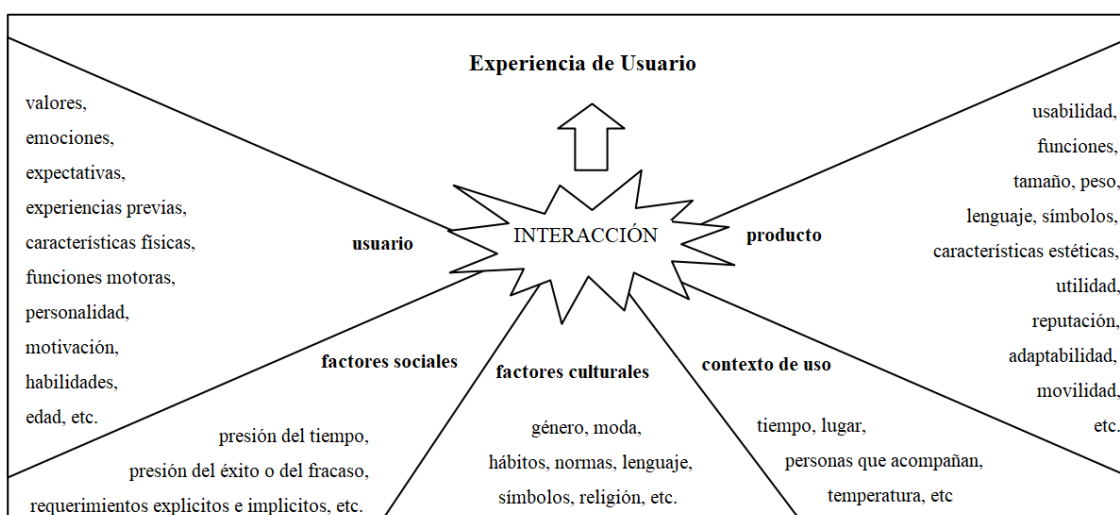 Experiencia de Usuario
valores,
emociones,
expectativas,
experiencias previas,
características físicas,
funciones motoras,
personalidad,
motivación,
habilidades,
edad, etc.
usuario
INTERACCIÓN
producto
usabilidad,
funciones,
tamaño, peso,
lenguaje, símbolos,
características estéticas,
utilidad,
reputación,
adaptabilidad,
movilidad,
etc.
factores sociales
presión del tiempo,
presión del éxito o del fracaso,
requerimientos explicitos e implicitos, etc.
factores culturales
género, moda,
hábitos, normas, lenguaje,
símbolos, religión, etc.
contexto de uso
tiempo, lugar,
personas que acompañan,
temperatura, etc